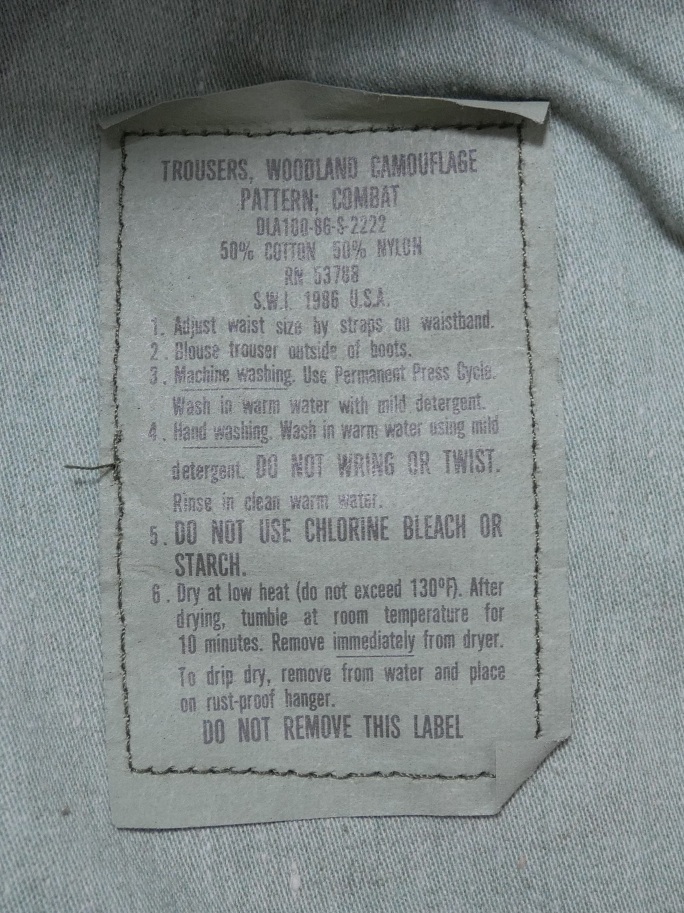 TROUSERS, WOODLAND CAMOUFLAGE
PATTERN; COMBAT
DLA100-86-S-2222
50% COTTON 50% NYLON
RN 53788
S.W.I. 1986 U.S.A.
1. Adjust waist size by straps on waistband.
2. Blouse trouser outside of boots.
3. Machine washing. Use Permanent Press Cycle.
Wash in warm water with mild detergent.
4. Hand washing. Wash in warm water using mild
detergent. DO NOT WRING OR TWIST.
Rinse in clean warm water.
5. DO NOT USE CHLORINE BLEACH OR
STARCH.
6. Dry at low heat (do not exceed 130ºF). After
drying, tumble at room temperature for
10 minutes. Remove immediately from dryer.
To drip dry, remove from water and place
on rust-proof hanger.
DO NOT REMOVE THIS LABEL